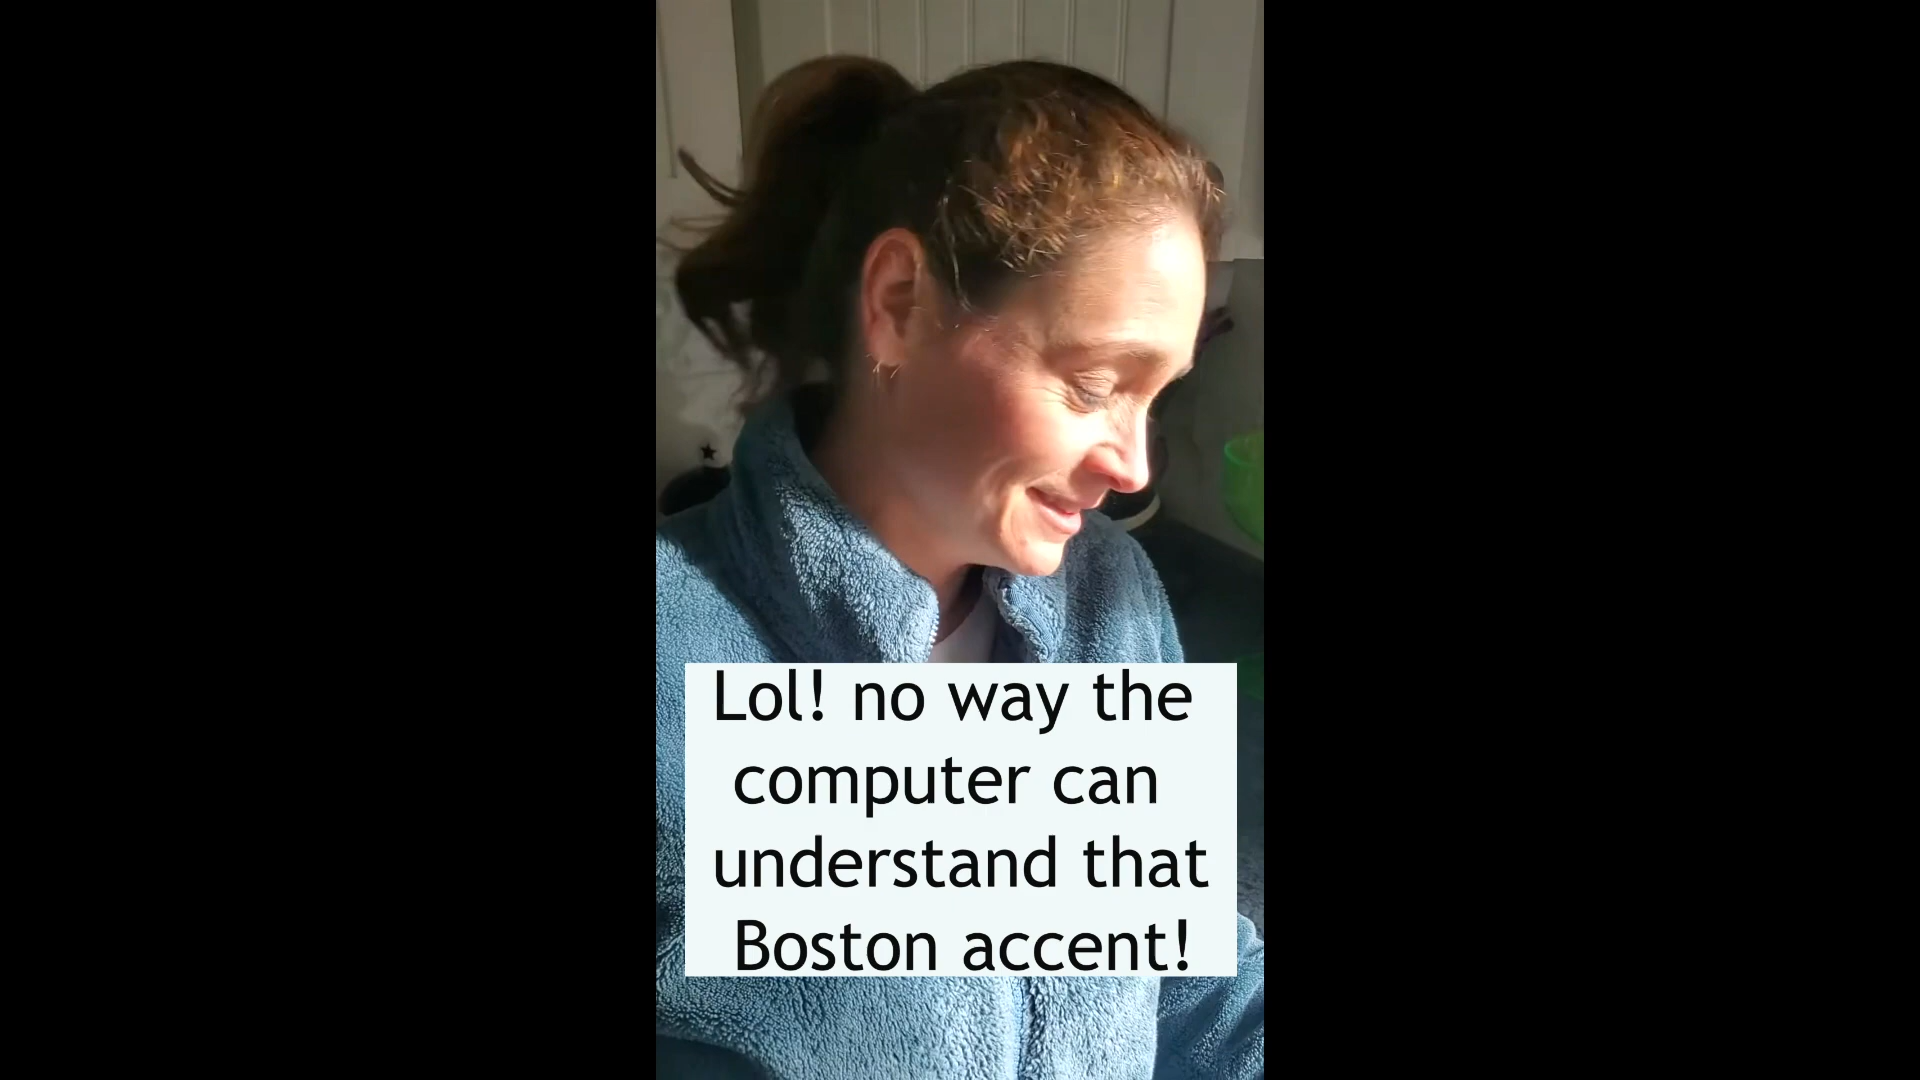 Lol! no way the
computer can
understand that
Boston accent!